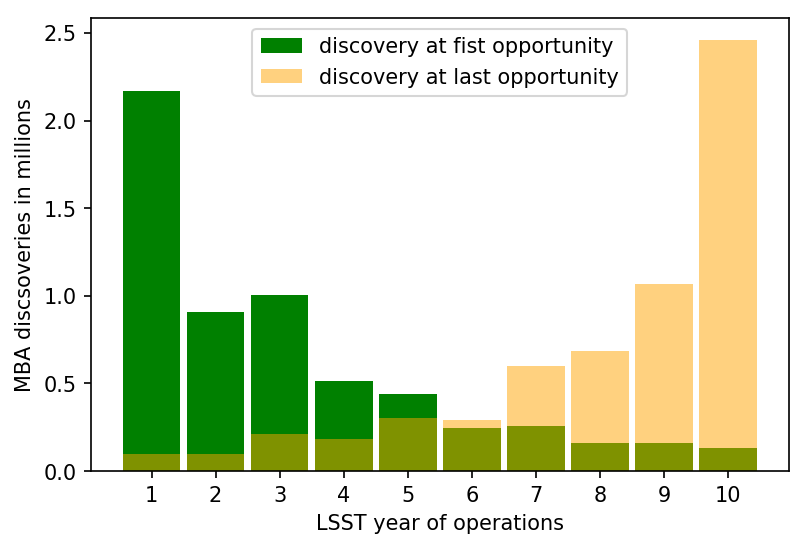 discovery at fist opportunity
discovery at last opportunity
MBA discsoveries in millions
2.5
2.0
1.5
1.0
0.5
0.0
1 2 3 4 5 6 7 8 9 10
LSST year of operations